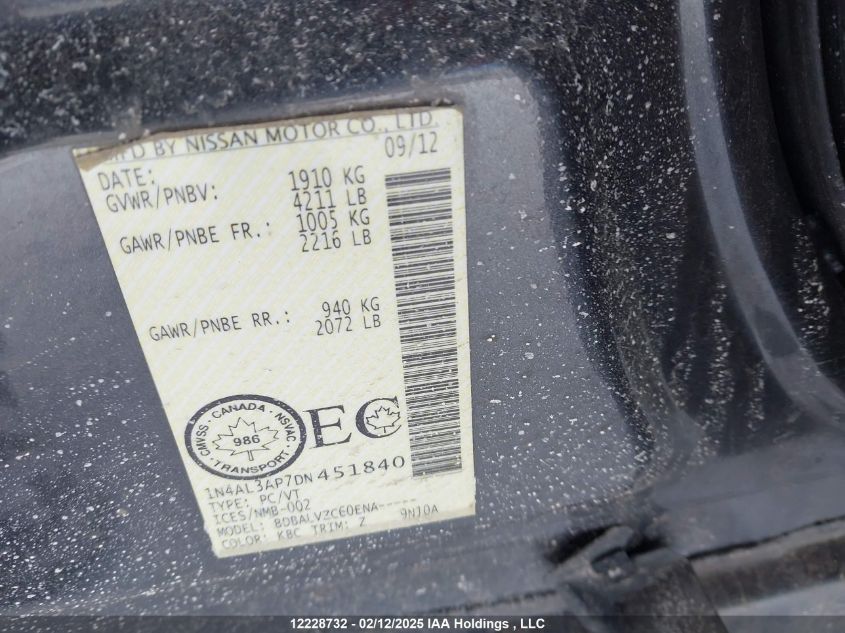 MFD BY NISSAN MOTOR CO., LTD.
DATE: 09/12
GVWR/PNBV: 1910 KG
4211 LB
GAWR/PNBE FR.: 1005 KG
2216 LB
GAWR/PNBE RR.: 940 KG
2072 LB
CMVSS · CANADA · NSVAC
986
TRANSPORT
EC
1N4AL3AP7DN451840
TYPE: PC/VT
ICES/NMB-002
MODEL: BDBALVZC60ENA-----
COLOR: KBC TRIM: Z 9N10A
12228732 - 02/12/2025 IAA Holdings , LLC